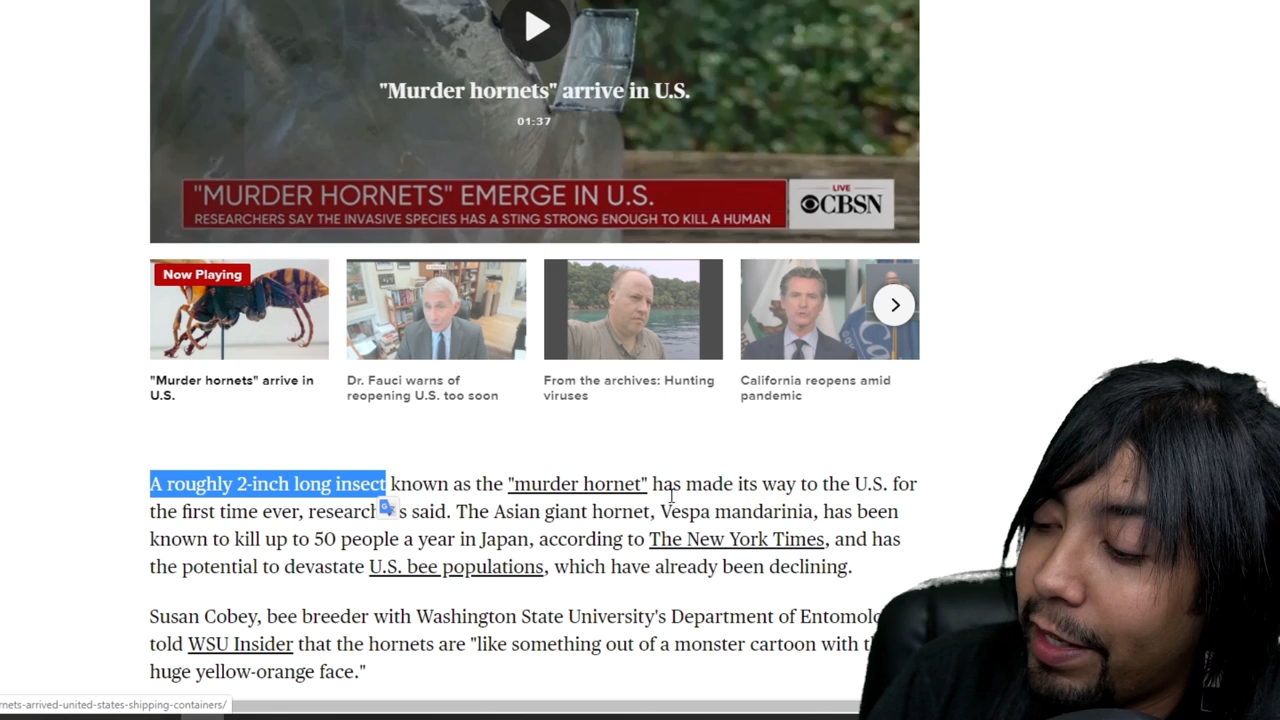 "Murder hornets" arrive in U.S.
01:37
"MURDER HORNETS" EMERGE IN U.S.
RESEARCHERS SAY THE INVASIVE SPECIES HAS A STING STRONG ENOUGH TO KILL A HUMAN
LIVE
CBSN
Now Playing
"Murder hornets" arrive in
U.S.
Dr. Fauci warns of
reopening U.S. too soon
From the archives: Hunting
viruses
California reopens amid
pandemic
A roughly 2-inch long insect known as the "murder hornet" has made its way to the U.S. for
the first time ever, said. The Asian giant hornet, Vespa mandarinia, has been
known to kill up to 50 people a year in Japan, according to The New York Times, and has
the potential to devastate U.S. bee populations, which have already been declining.
Susan Cobey, bee breeder with Washington State University's Department of
told WSU Insider that the hornets are "like something out of a monster cartoon with
huge yellow-orange face."
rnets-arrived-united-states-shipping-containers/